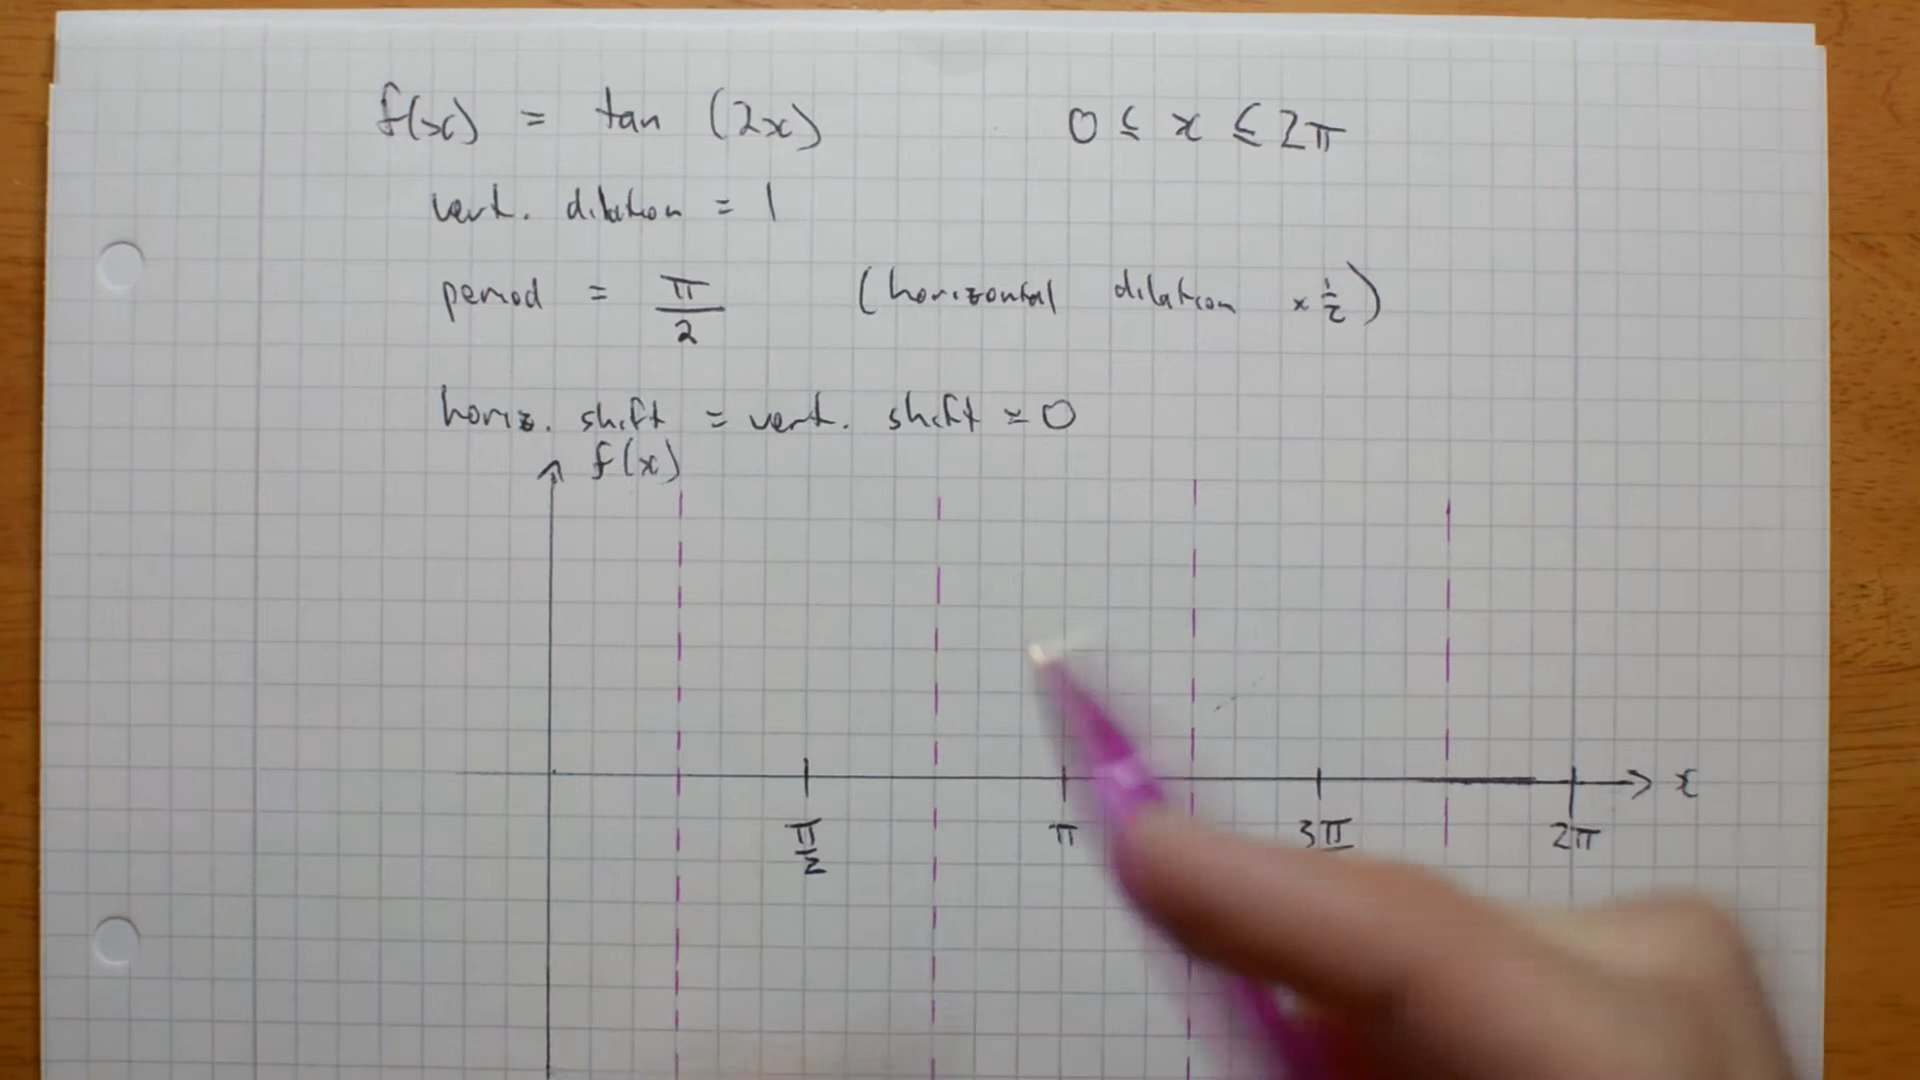 f(x) = tan (2x) 0 ≤ x ≤ 2π
vert. dilation = 1
period = π/2 (horizontal dilation × 1/2)
horiz. shift = vert. shift = 0
f(x)
x
π/2 π 3π 2π